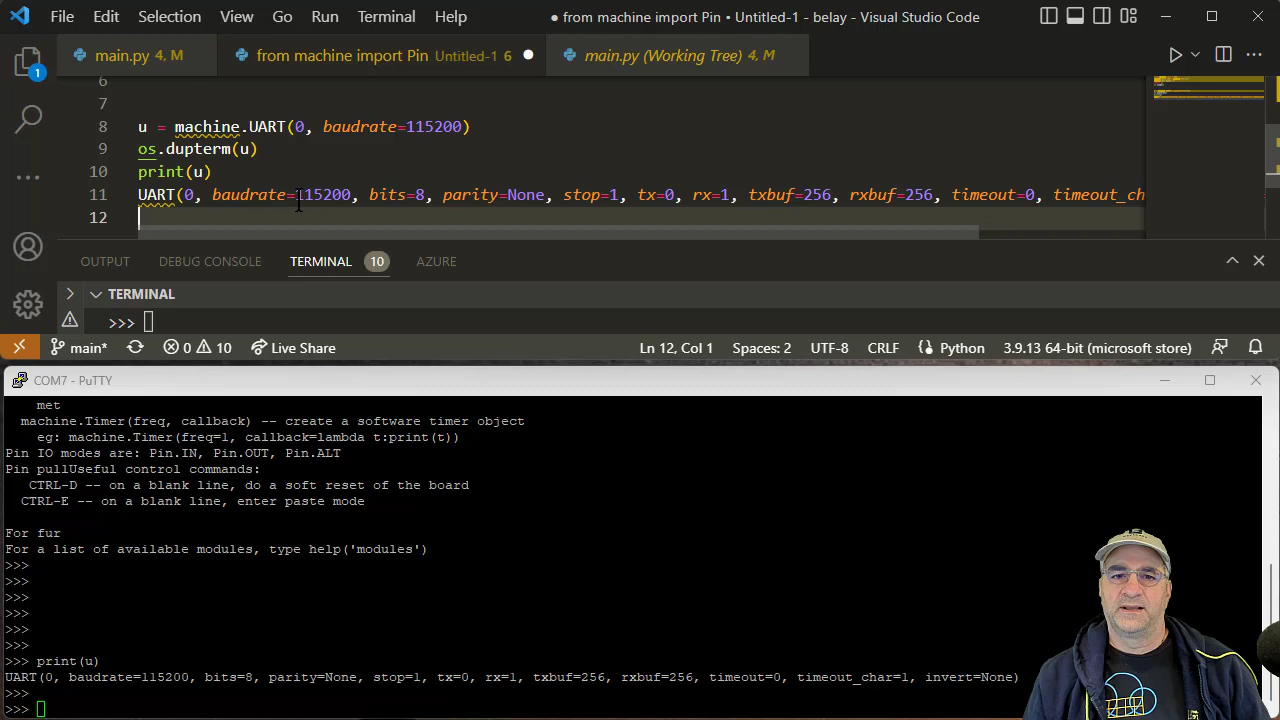 File Edit Selection View Go Run Terminal Help ● from machine import Pin • Untitled-1 - belay - Visual Studio Code
main.py 4, M from machine import Pin Untitled-1 6 ● main.py (Working Tree) 4, M
1
6
7
8 u = machine.UART(0, baudrate=115200)
9 os.dupterm(u)
10 print(u)
11 UART(0, baudrate=115200, bits=8, parity=None, stop=1, tx=0, rx=1, txbuf=256, rxbuf=256, timeout=0, timeout_ch
12
OUTPUT DEBUG CONSOLE TERMINAL 10 AZURE
TERMINAL
>>>
main* 0 10 Live Share Ln 12, Col 1 Spaces: 2 UTF-8 CRLF Python 3.9.13 64-bit (microsoft store)
COM7 - PuTTY
met
machine.Timer(freq, callback) -- create a software timer object
eg: machine.Timer(freq=1, callback=lambda t:print(t))
Pin IO modes are: Pin.IN, Pin.OUT, Pin.ALT
Pin pullUseful control commands:
CTRL-D -- on a blank line, do a soft reset of the board
CTRL-E -- on a blank line, enter paste mode
For fur
For a list of available modules, type help('modules')
>>>
>>>
>>>
>>>
>>>
>>>
>>> print(u)
UART(0, baudrate=115200, bits=8, parity=None, stop=1, tx=0, rx=1, txbuf=256, rxbuf=256, timeout=0, timeout_char=1, invert=None)
>>>
>>>